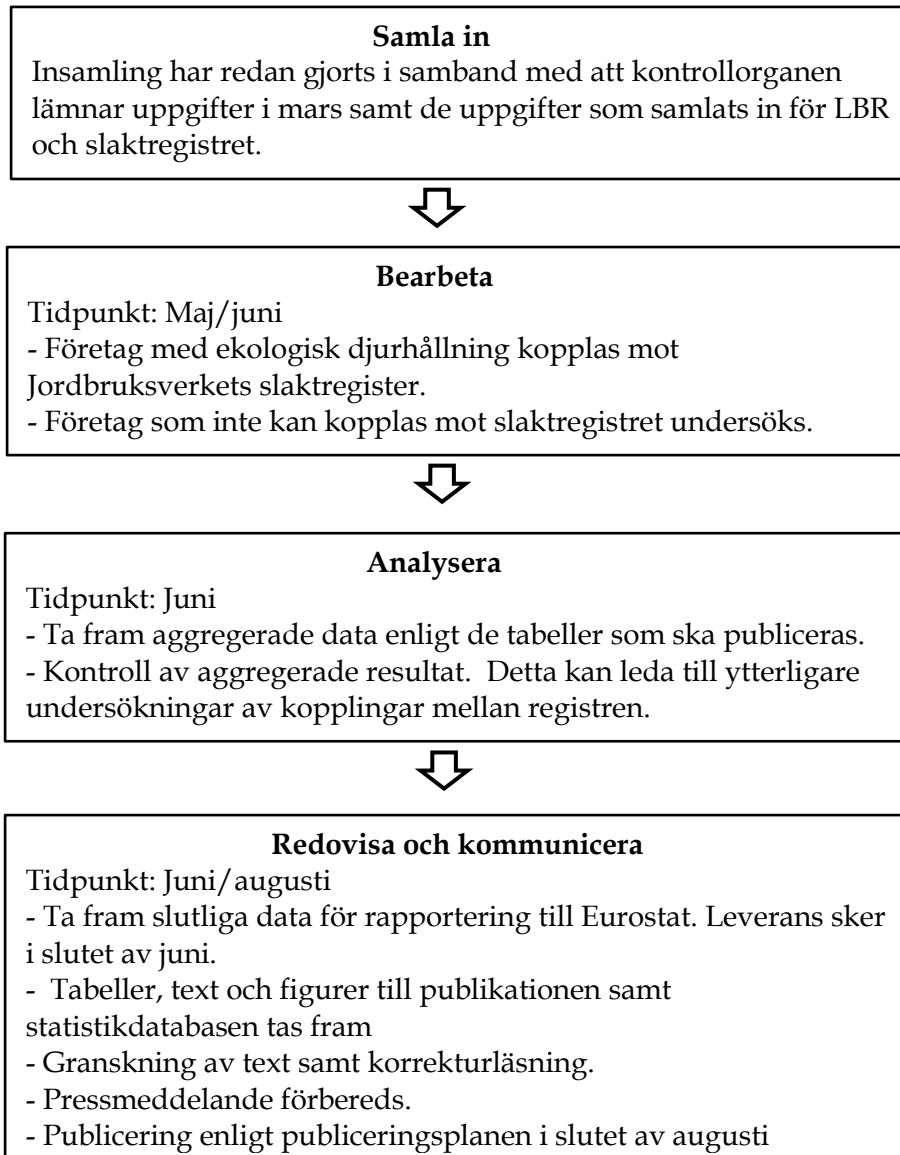 Samla in
Insamling har redan gjorts i samband med att kontrollorganen
lämnar uppgifter i mars samt de uppgifter som samlats in för LBR
och slaktregistret.
Bearbeta
Tidpunkt: Maj/juni
- Företag med ekologisk djurhållning kopplas mot
Jordbruksverkets slaktregister.
- Företag som inte kan kopplas mot slaktregistret undersöks.
Analysera
Tidpunkt: Juni
- Ta fram aggregerade data enligt de tabeller som ska publiceras.
- Kontroll av aggregerade resultat.  Detta kan leda till ytterligare
undersökningar av kopplingar mellan registren.
Redovisa och kommunicera
Tidpunkt: Juni/augusti
- Ta fram slutliga data för rapportering till Eurostat. Leverans sker
i slutet av juni.
-  Tabeller, text och figurer till publikationen samt
statistikdatabasen tas fram
- Granskning av text samt korrekturläsning.
- Pressmeddelande förbereds.
- Publicering enligt publiceringsplanen i slutet av augusti